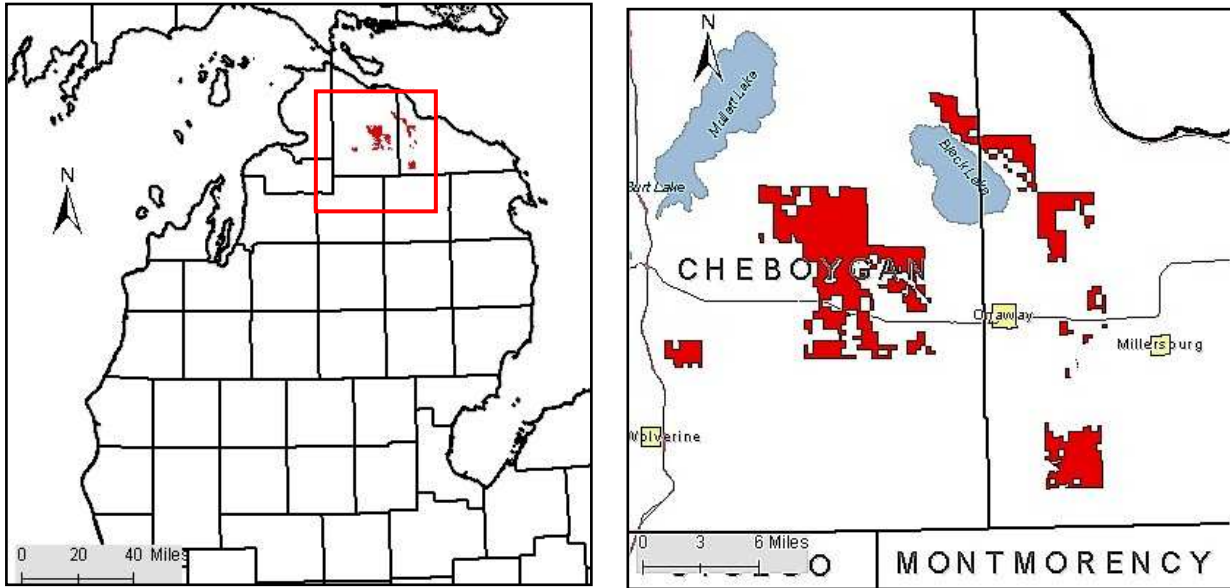 N
0 20 40 Miles
N
Mullett Lake
Burt Lake
Black Lake
CHEBOYGAN
Onaway
Millersburg
Wolverine
0 3 6 Miles
MONTMORENCY